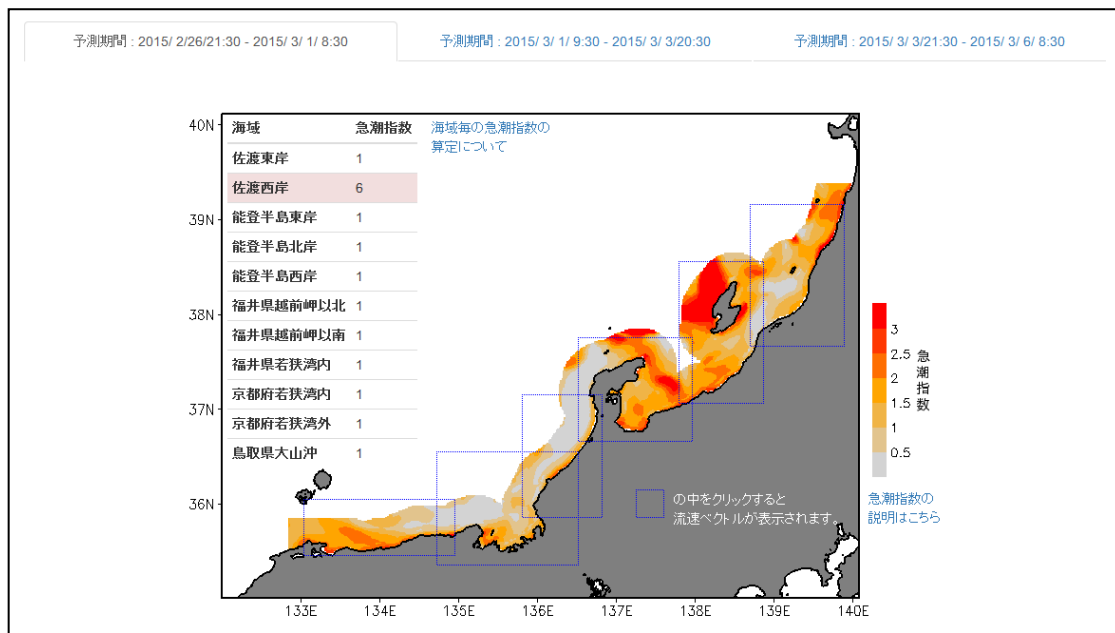 予測期間 : 2015/ 2/26/21:30 - 2015/ 3/ 1/ 8:30
予測期間 : 2015/ 3/ 1/ 9:30 - 2015/ 3/ 3/20:30
予測期間 : 2015/ 3/ 3/21:30 - 2015/ 3/ 6/ 8:30
海域 急潮指数
佐渡東岸 1
佐渡西岸 6
能登半島東岸 1
能登半島北岸 1
能登半島西岸 1
福井県越前岬以北 1
福井県越前岬以南 1
福井県若狭湾内 1
京都府若狭湾内 1
京都府若狭湾外 1
鳥取県大山沖 1
海域毎の急潮指数の
算定について
40N
39N
38N
37N
36N
133E 134E 135E 136E 137E 138E 139E 140E
の中をクリックすると
流速ベクトルが表示されます。
3
2.5
2
1.5
1
0.5
急潮指数
急潮指数の
説明はこちら